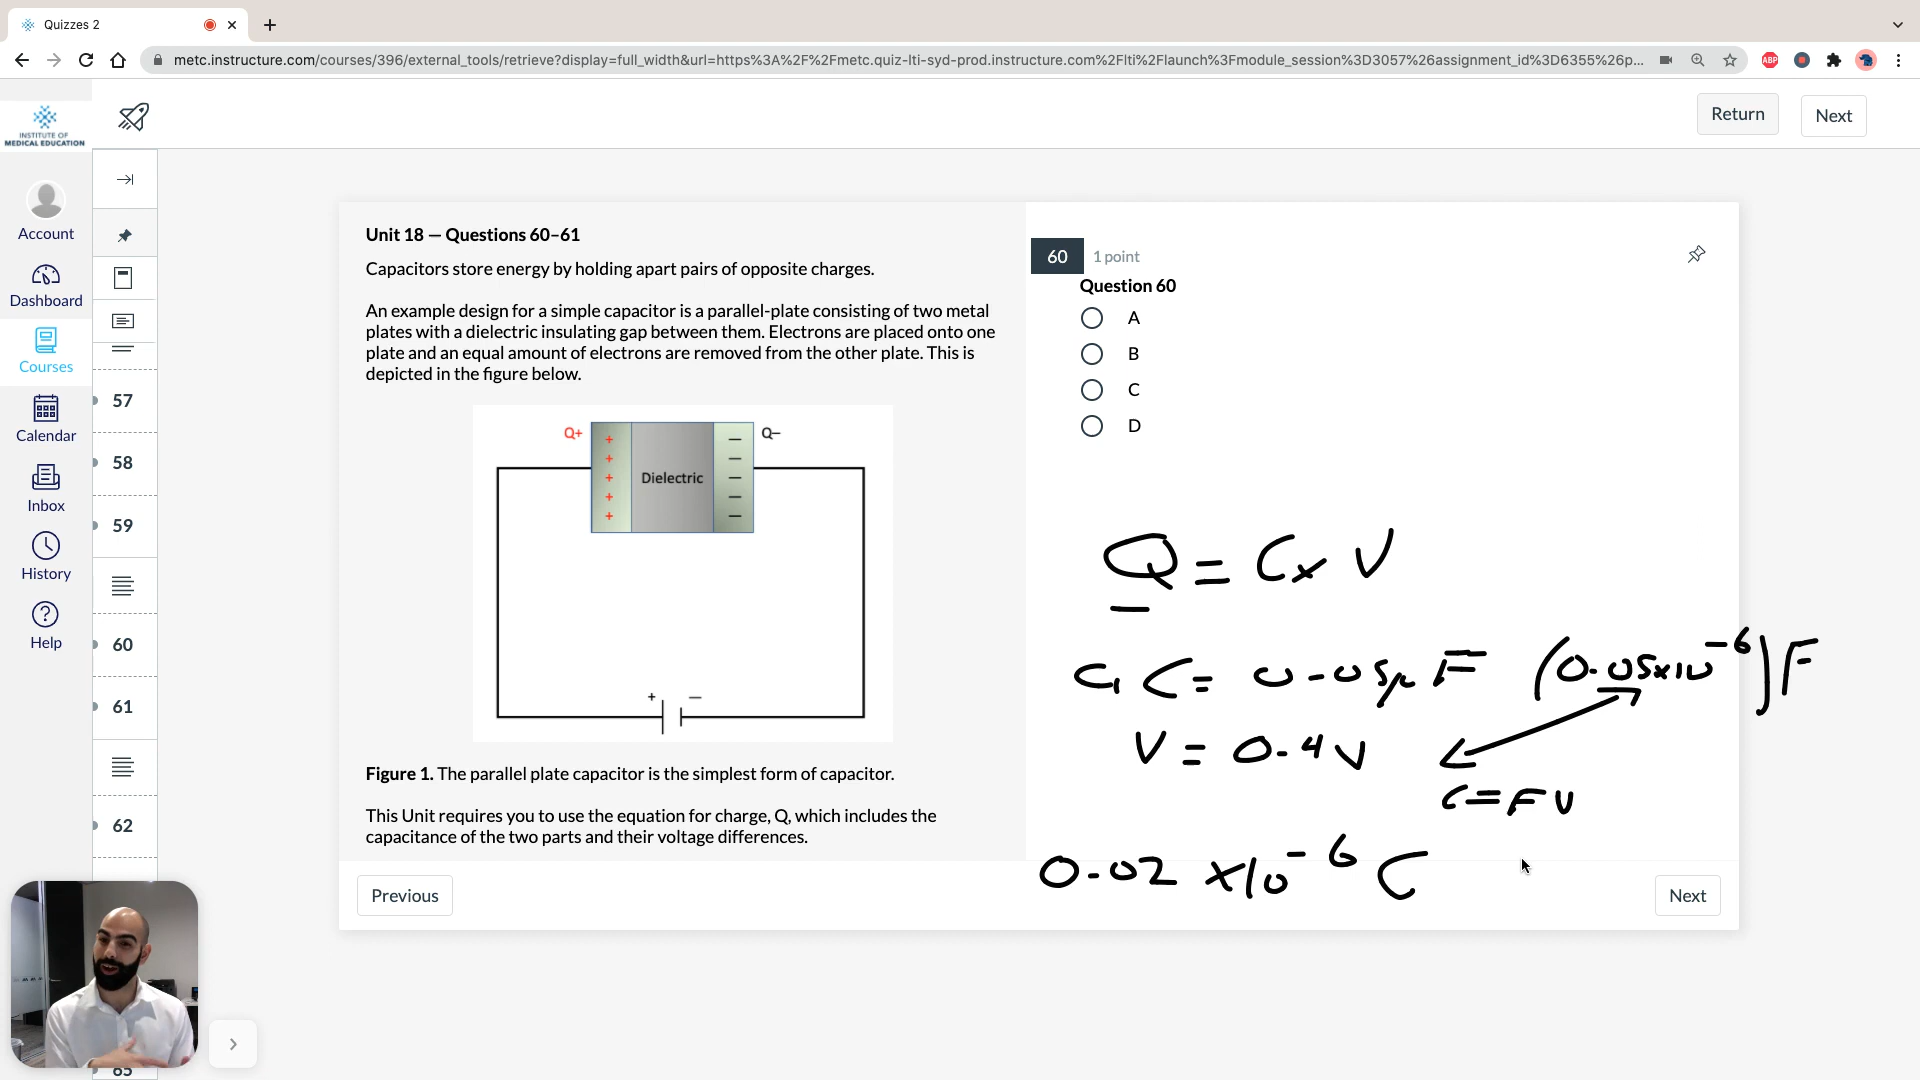 Quizzes 2
metc.instructure.com/courses/396/external_tools/retrieve?display=full_width&url=https%3A%2F%2Fmetc.quiz-lti-syd-prod.instructure.com%2Flti%2Flaunch%3Fmodule_session%3D3057%26assignment_id%3D6355%26p...
ABP
INSTITUTE OF
MEDICAL EDUCATION
Return
Next
Account
Dashboard
Courses
Calendar
Inbox
History
Help
57
58
59
60
61
62
65
Unit 18 — Questions 60–61
Capacitors store energy by holding apart pairs of opposite charges.
An example design for a simple capacitor is a parallel-plate consisting of two metal
plates with a dielectric insulating gap between them. Electrons are placed onto one
plate and an equal amount of electrons are removed from the other plate. This is
depicted in the figure below.
Q+
Q−
+ −
+ −
+ Dielectric −
+ −
+ −
+ −
Figure 1. The parallel plate capacitor is the simplest form of capacitor.
This Unit requires you to use the equation for charge, Q, which includes the
capacitance of the two parts and their voltage differences.
60
1 point
Question 60
A
B
C
D
Q = C x V
C = 0.05μF (0.05x10⁻⁶)F
V = 0.4 V
C = F V
0.02 x10⁻⁶ C
Previous
Next